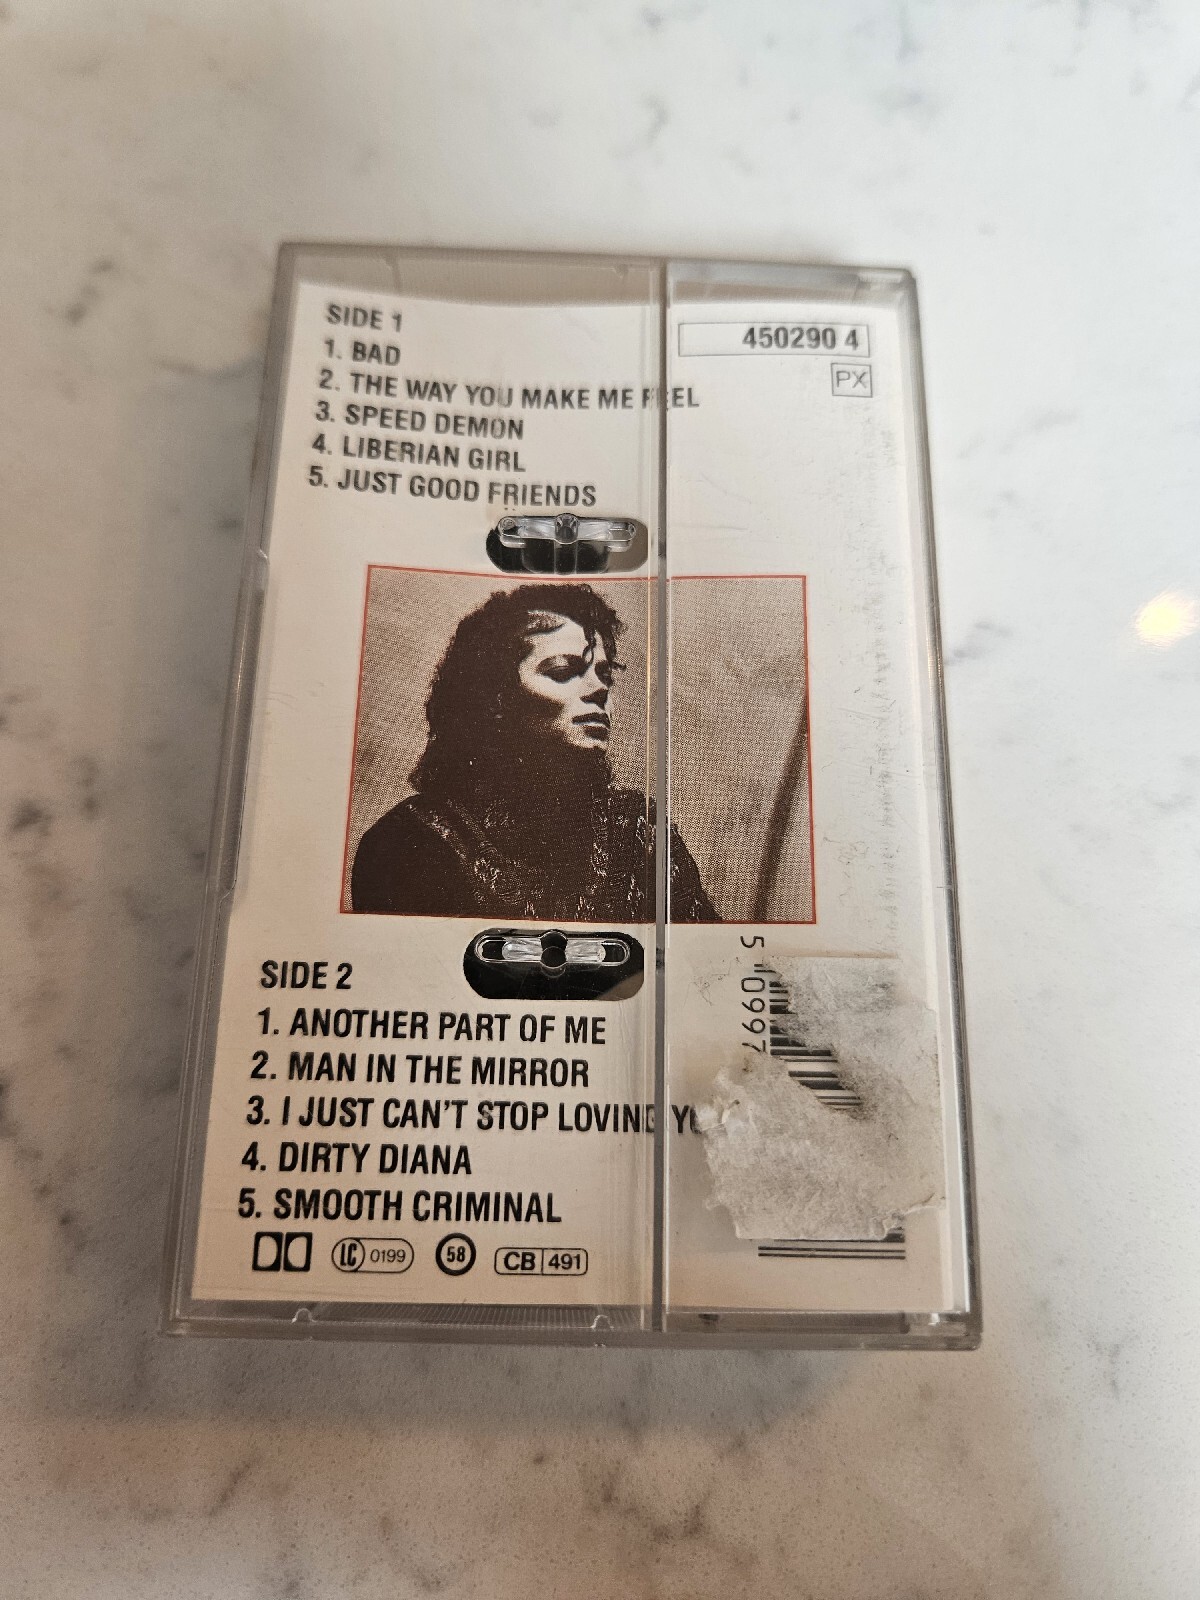 SIDE 1
1. BAD
2. THE WAY YOU MAKE ME FEEL
3. SPEED DEMON
4. LIBERIAN GIRL
5. JUST GOOD FRIENDS
450290 4
PX
SIDE 2
1. ANOTHER PART OF ME
2. MAN IN THE MIRROR
3. I JUST CAN'T STOP LOVING
4. DIRTY DIANA
5. SMOOTH CRIMINAL
LC 0199
58
CB 491
5 0997